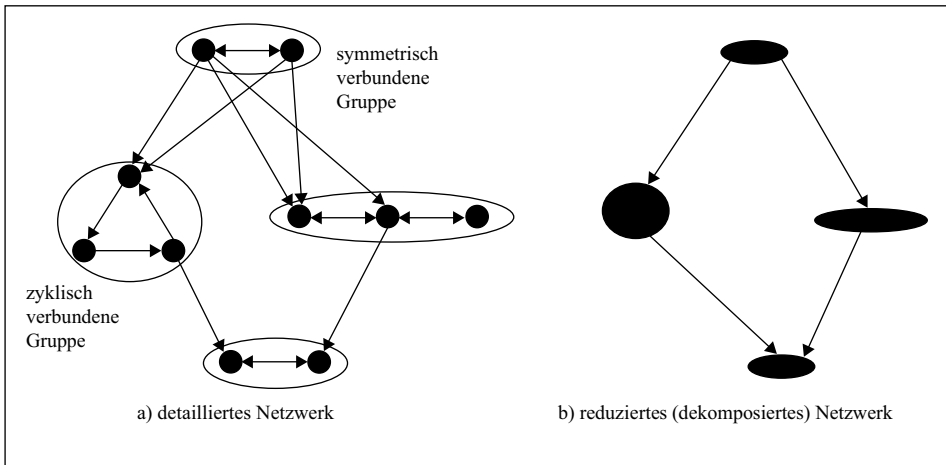 symmetrisch
verbundene
Gruppe
zyklisch
verbundene
Gruppe
a) detailliertes Netzwerk
b) reduziertes (dekomposiertes) Netzwerk